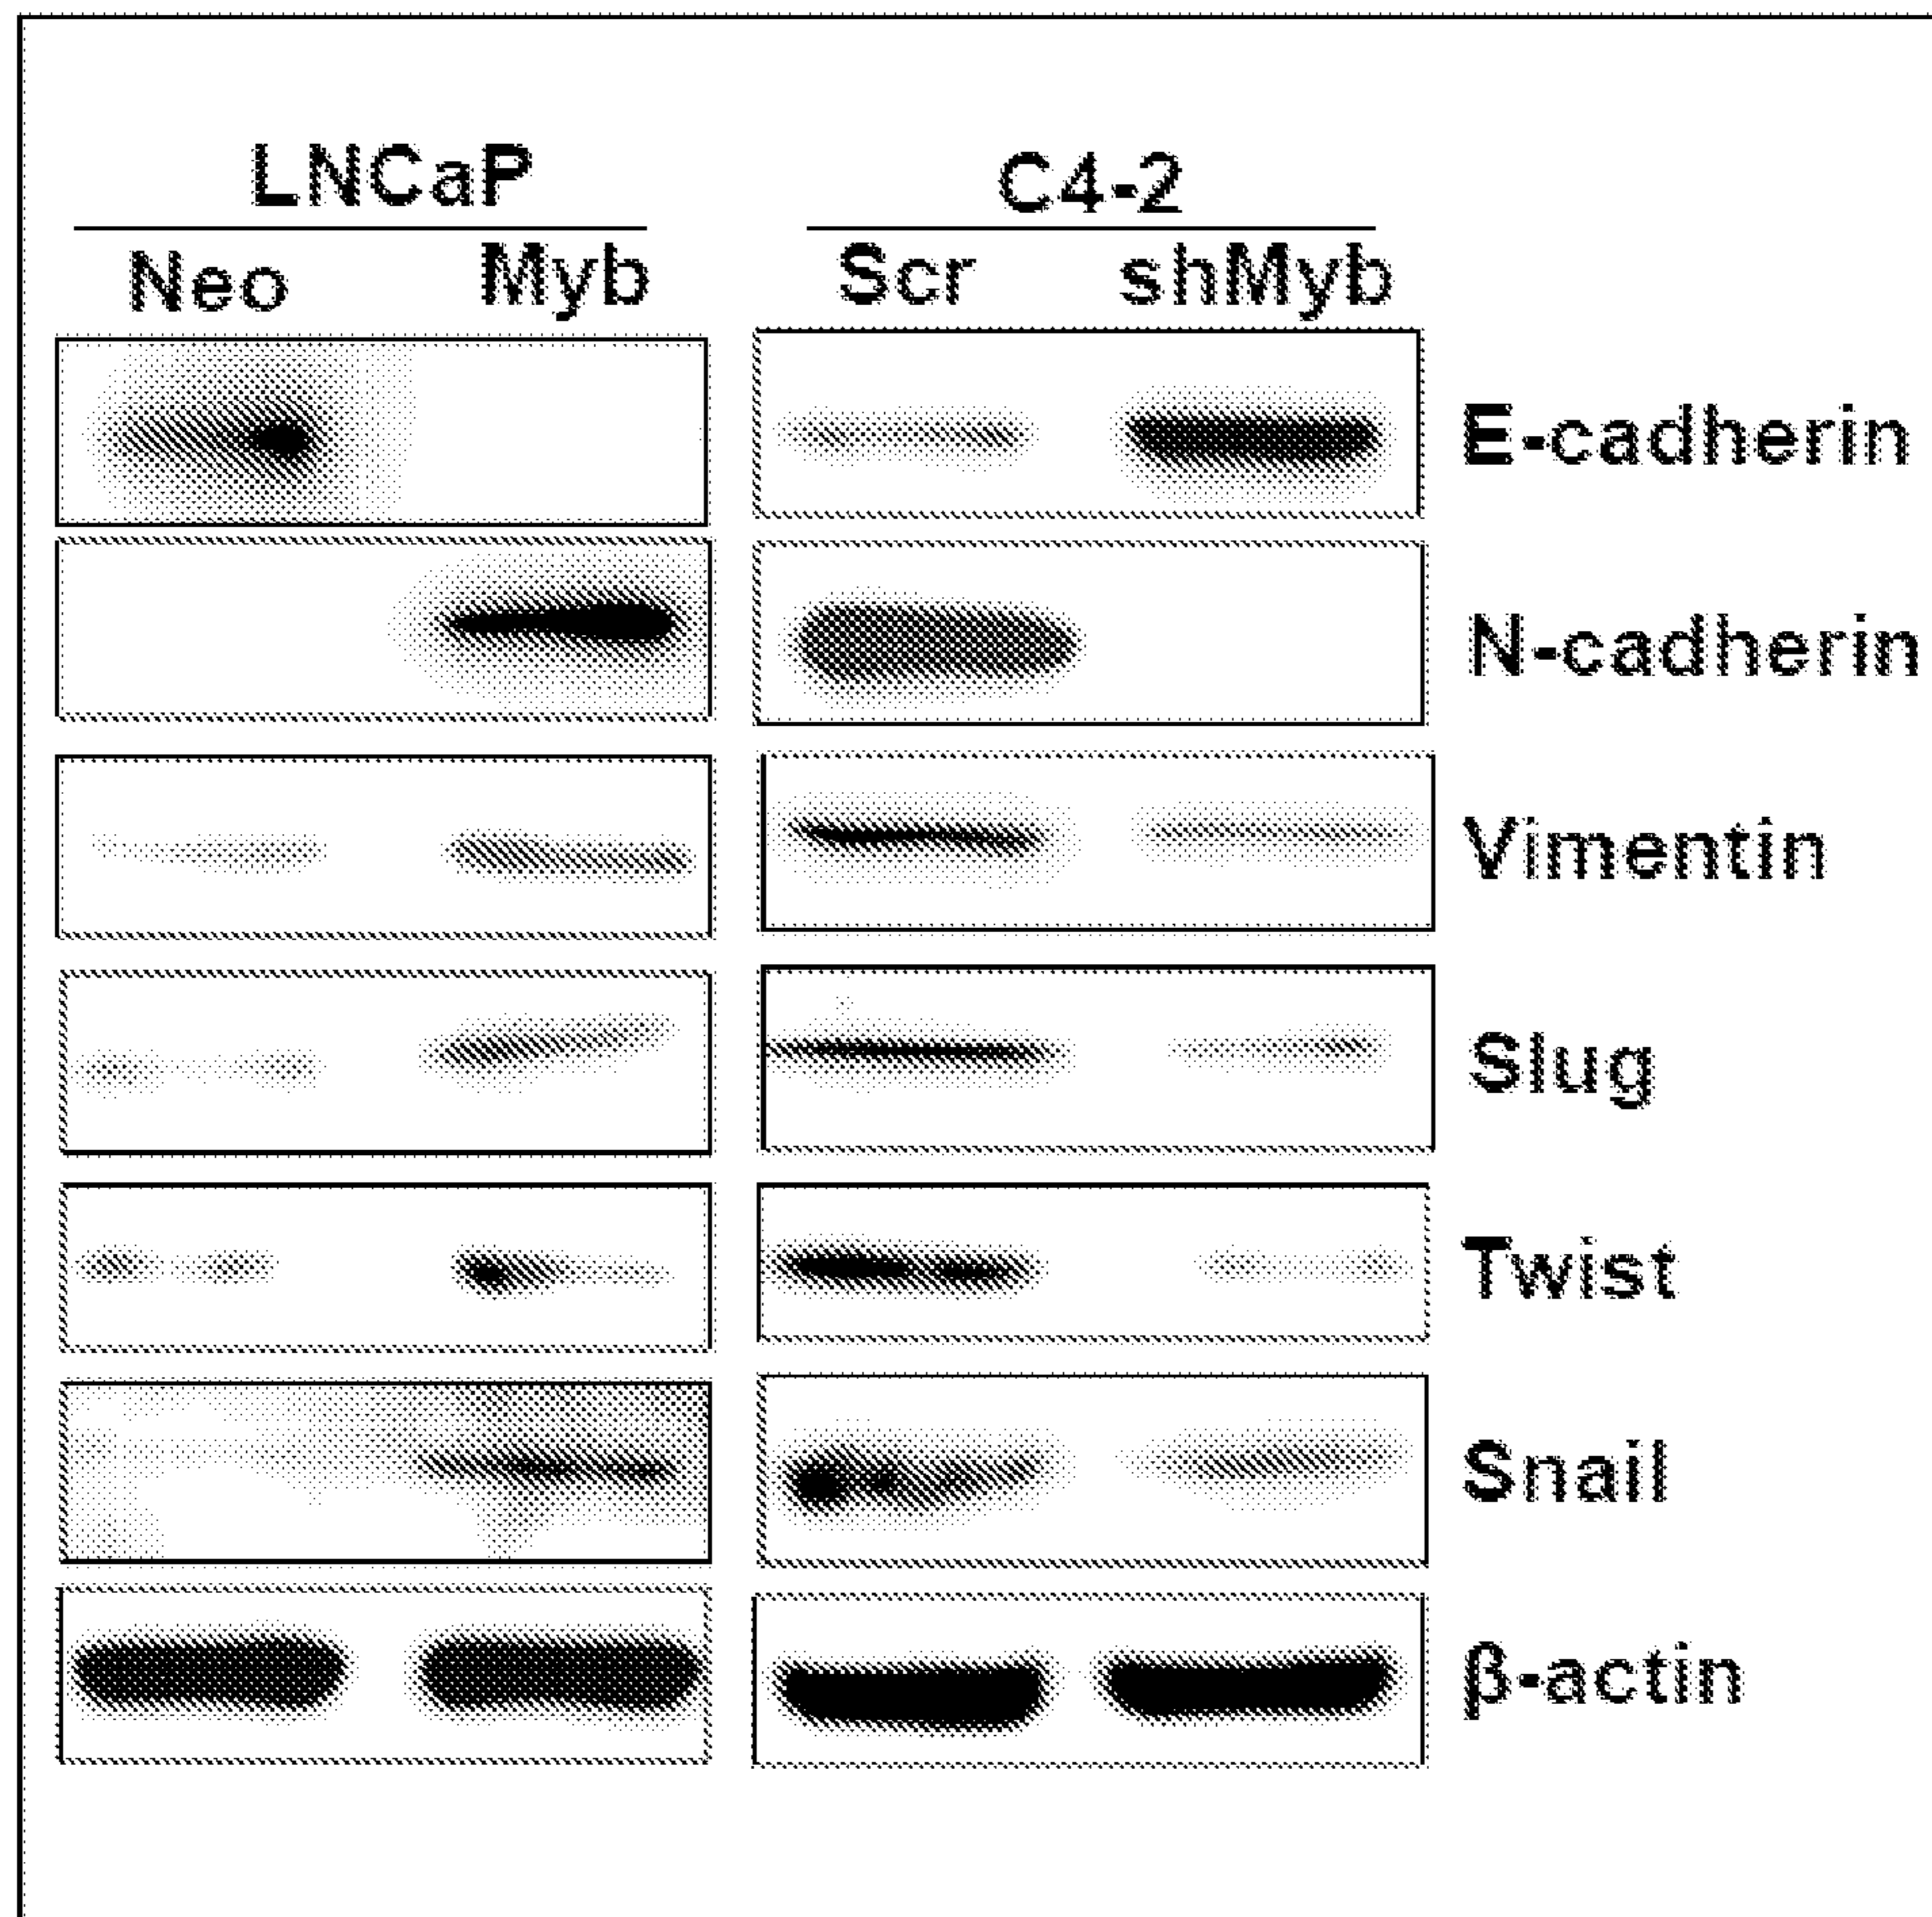 LNCaP C4-2
Neo Myb Scr shMyb
E-cadherin
N-cadherin
Vimentin
Slug
Twist
Snail
β-actin